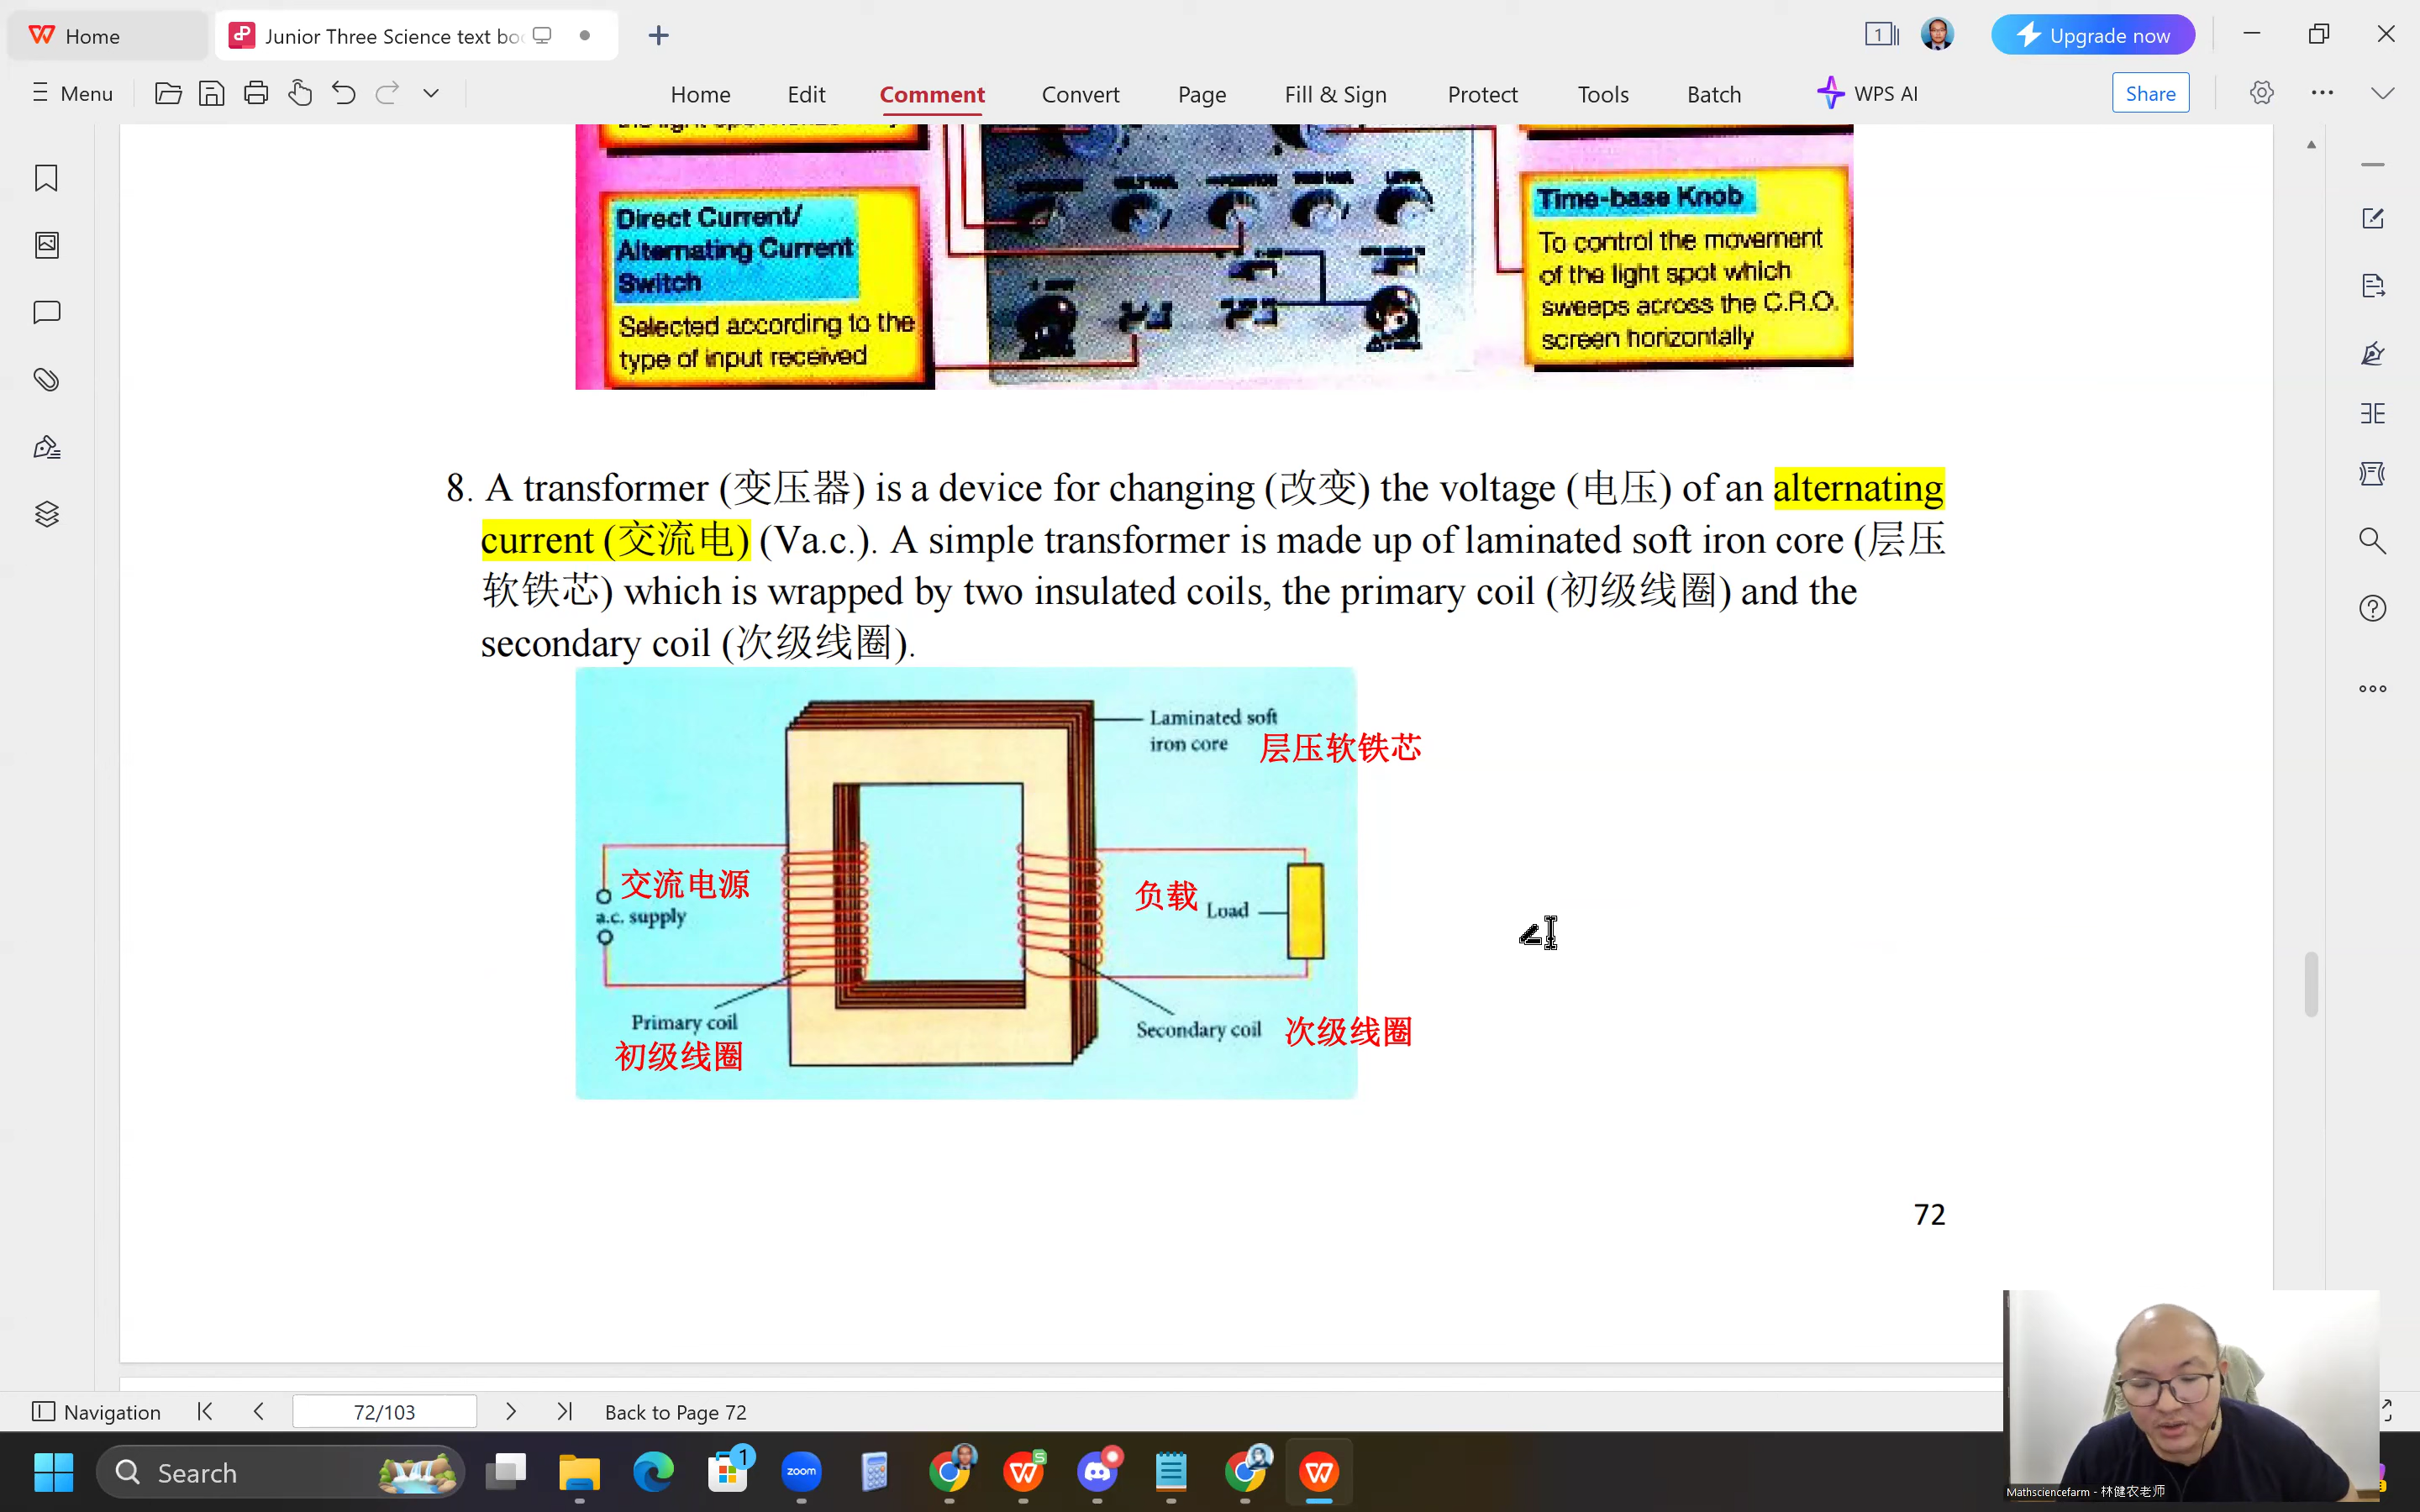 Home
Junior Three Science text bo
1
Upgrade now
Menu
Home Edit Comment Convert Page Fill & Sign Protect Tools Batch WPS AI
Share
Direct Current/
Alternating Current
Switch
Selected according to the
type of input received
Time-base Knob
To control the movement
of the light spot which
sweeps across the C.R.O.
screen horizontally
8. A transformer (变压器) is a device for changing (改变) the voltage (电压) of an alternating
current (交流电) (Va.c.). A simple transformer is made up of laminated soft iron core (层压
软铁芯) which is wrapped by two insulated coils, the primary coil (初级线圈) and the
secondary coil (次级线圈).
Laminated soft
iron core 层压软铁芯
交流电源
a.c. supply
负载 Load
Primary coil
初级线圈
Secondary coil 次级线圈
72
Navigation
72/103
Back to Page 72
Search
1
zoom
Mathsciencefarm - 林健农老师